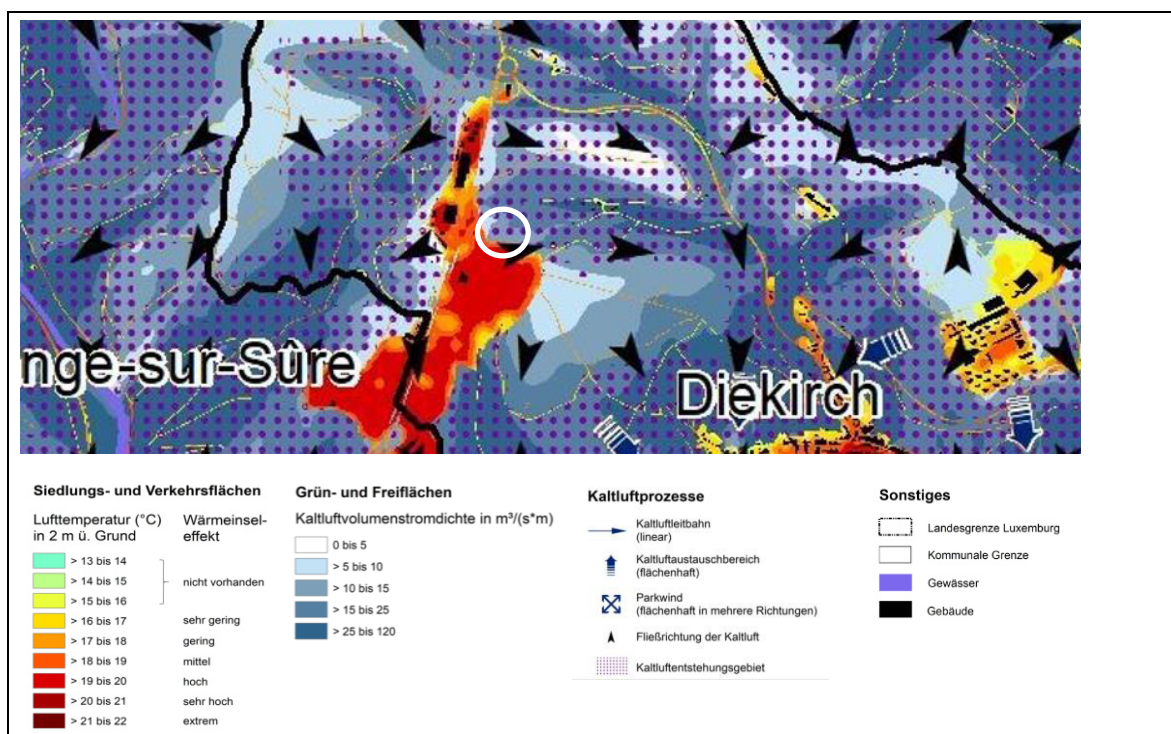 nge-sur-Sûre
Diekirch
Siedlungs- und Verkehrsflächen
Lufttemperatur (°C)
in 2 m ü. Grund
Wärmeinsel-
effekt
> 13 bis 14
> 14 bis 15
nicht vorhanden
> 15 bis 16
> 16 bis 17 sehr gering
> 17 bis 18 gering
> 18 bis 19 mittel
> 19 bis 20 hoch
> 20 bis 21 sehr hoch
> 21 bis 22 extrem
Grün- und Freiflächen
Kaltluftvolumenstromdichte in m³/(s*m)
0 bis 5
> 5 bis 10
> 10 bis 15
> 15 bis 25
> 25 bis 120
Kaltluftprozesse
Kaltluftleitbahn
(linear)
Kaltluftaustauschbereich
(flächenhaft)
Parkwind
(flächenhaft in mehrere Richtungen)
Fließrichtung der Kaltluft
Kaltluftentstehungsgebiet
Sonstiges
Landesgrenze Luxemburg
Kommunale Grenze
Gewässer
Gebäude